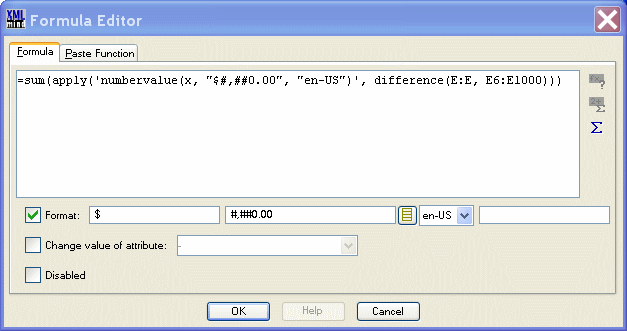 XML mind Formula Editor
Formula Paste Function
=sum(apply('numbervalue(x, "$#,##0.00", "en-US")', difference(E:E, E6:E1000)))
Format: $ #,##0.00 en-US
Change value of attribute: -
Disabled
OK Help Cancel